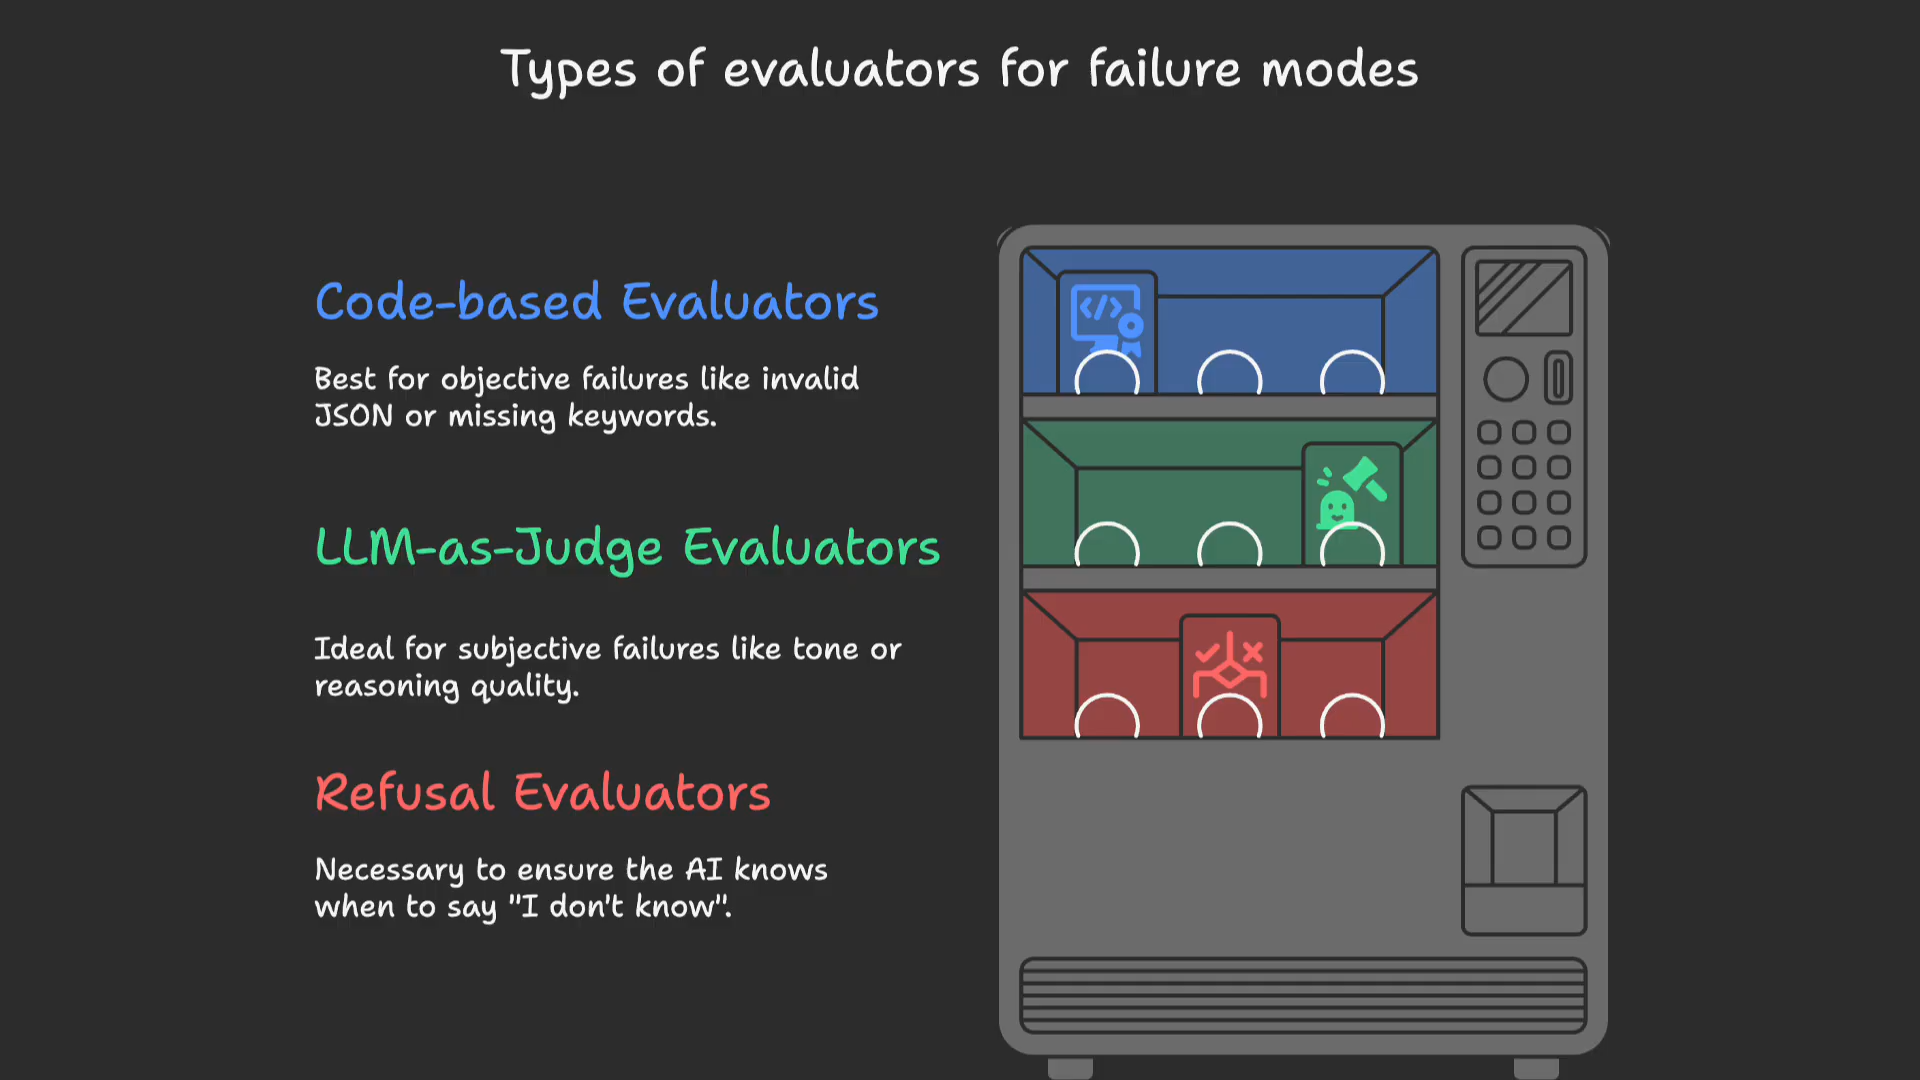 Types of evaluators for failure modes
Code-based Evaluators
Best for objective failures like invalid
JSON or missing keywords.
LLM-as-Judge Evaluators
Ideal for subjective failures like tone or
reasoning quality.
Refusal Evaluators
Necessary to ensure the AI knows
when to say "I don't know".